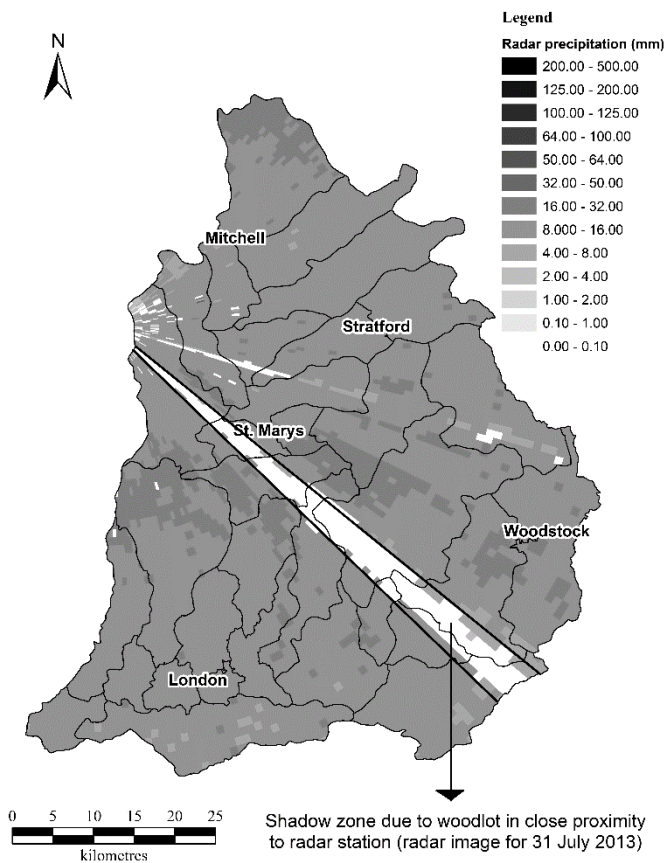 Legend
N
Radar precipitation (mm)
200.00 - 500.00
125.00 - 200.00
100.00 - 125.00
64.00 - 100.00
50.00 - 64.00
32.00 - 50.00
16.00 - 32.00
8.000 - 16.00
4.00 - 8.00
2.00 - 4.00
1.00 - 2.00
0.10 - 1.00
0.00 - 0.10
Mitchell
Stratford
St. Marys
Woodstock
London
0 5 10 15 20 25
kilometres
Shadow zone due to woodlot in close proximity
to radar station (radar image for 31 July 2013)